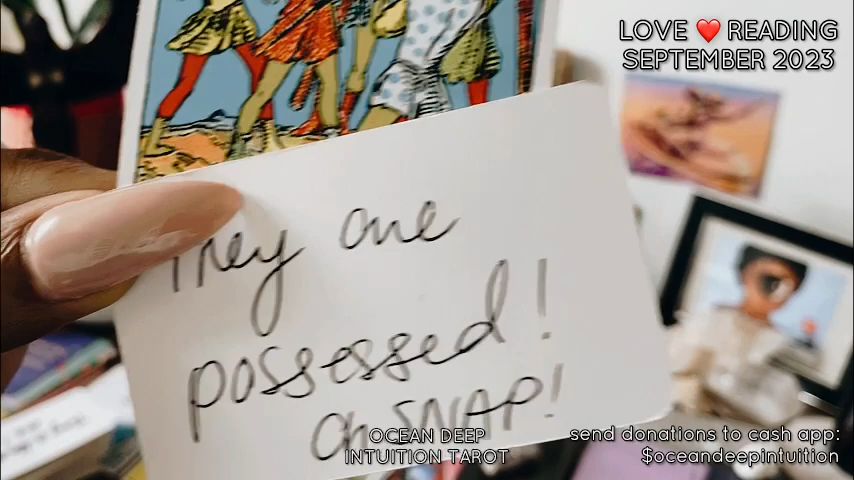 LOVE ❤️ READING
SEPTEMBER 2023
They are
possessed!
Oh SNAP!
OCEAN DEEP
INTUITION TAROT
send donations to cash app:
$oceandeepintuition